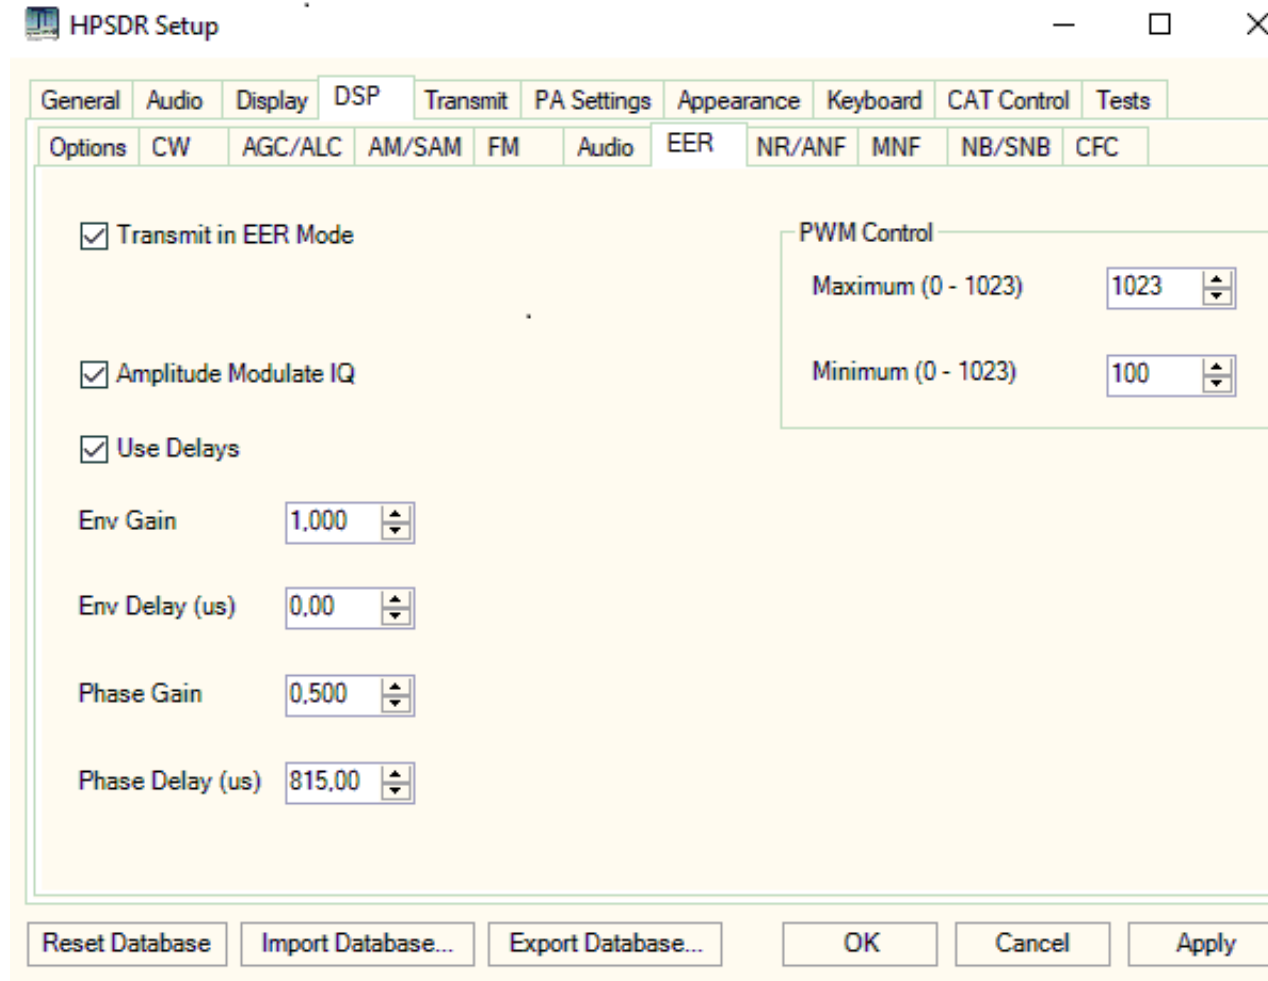 HPSDR Setup
General Audio Display DSP Transmit PA Settings Appearance Keyboard CAT Control Tests
Options CW AGC/ALC AM/SAM FM Audio EER NR/ANF MNF NB/SNB CFC
Transmit in EER Mode
PWM Control
Maximum (0 - 1023) 1023
Amplitude Modulate IQ
Minimum (0 - 1023) 100
Use Delays
Env Gain 1,000
Env Delay (us) 0,00
Phase Gain 0,500
Phase Delay (us) 815,00
Reset Database Import Database... Export Database... OK Cancel Apply